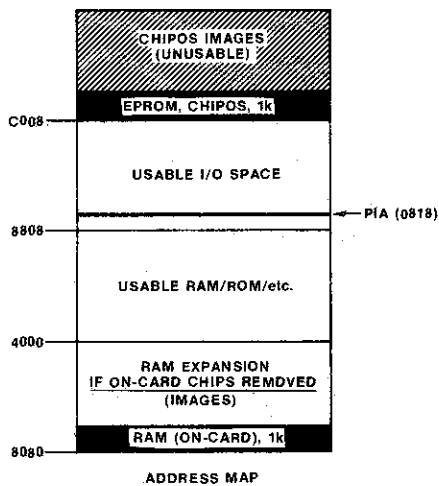 CHIPOS IMAGES
(UNUSABLE)
EPROM, CHIPOS, 1k
C008
USABLE I/O SPACE
PIA (0818)
8808
USABLE RAM/ROM/etc.
4000
RAM EXPANSION
IF ON-CARD CHIPS REMDVED
(IMAGES)
RAM (ON-CARD), 1k
8080
ADDRESS MAP